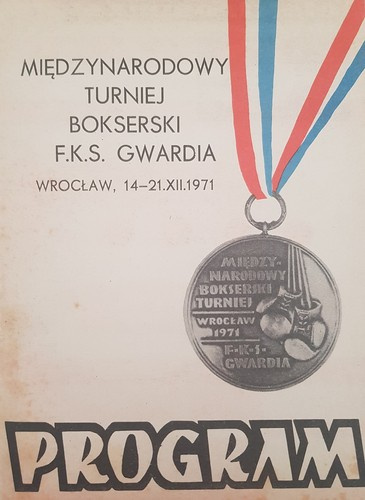 MIĘDZYNARODOWY
TURNIEJ
BOKSERSKI
F.K.S. GWARDIA
WROCŁAW, 14–21.XII.1971
MIĘDZY-
NARODOWY
BOKSERSKI
TURNIEJ
WROCŁAW
1971
F·K·S·
GWARDIA
PROGRAM